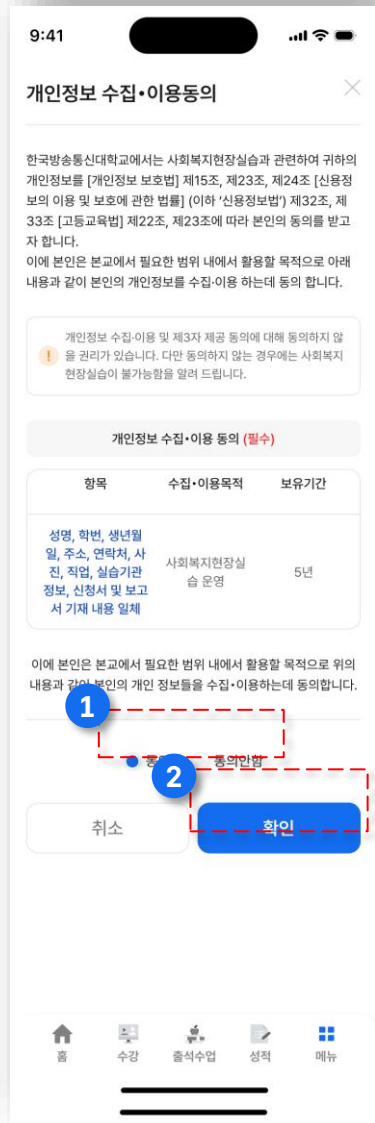 9:41
개인정보 수집•이용동의
한국방송통신대학교에서는 사회복지현장실습과 관련하여 귀하의
개인정보를 [개인정보 보호법] 제15조, 제23조, 제24조 [신용정
보의 이용 및 보호에 관한 법률] (이하 '신용정보법') 제32조, 제
33조 [고등교육법] 제22조, 제23조에 따라 본인의 동의를 받고
자 합니다.
이에 본인은 본교에서 필요한 범위 내에서 활용할 목적으로 아래
내용과 같이 본인의 개인정보를 수집·이용 하는데 동의 합니다.
개인정보 수집·이용 및 제3자 제공 동의에 대해 동의하지 않
을 권리가 있습니다. 다만 동의하지 않는 경우에는 사회복지
현장실습이 불가능함을 알려 드립니다.
개인정보 수집•이용 동의 (필수)
항목 수집•이용목적 보유기간
성명, 학번, 생년월
일, 주소, 연락처, 사
진, 직업, 실습기관
정보, 신청서 및 보고
서 기재 내용 일체
사회복지현장실
습 운영
5년
이에 본인은 본교에서 필요한 범위 내에서 활용할 목적으로 위의
내용과 같이 본인의 개인 정보들을 수집•이용하는데 동의합니다.
1
동의안함
2
취소 확인
홈 수강 출석수업 성적 메뉴